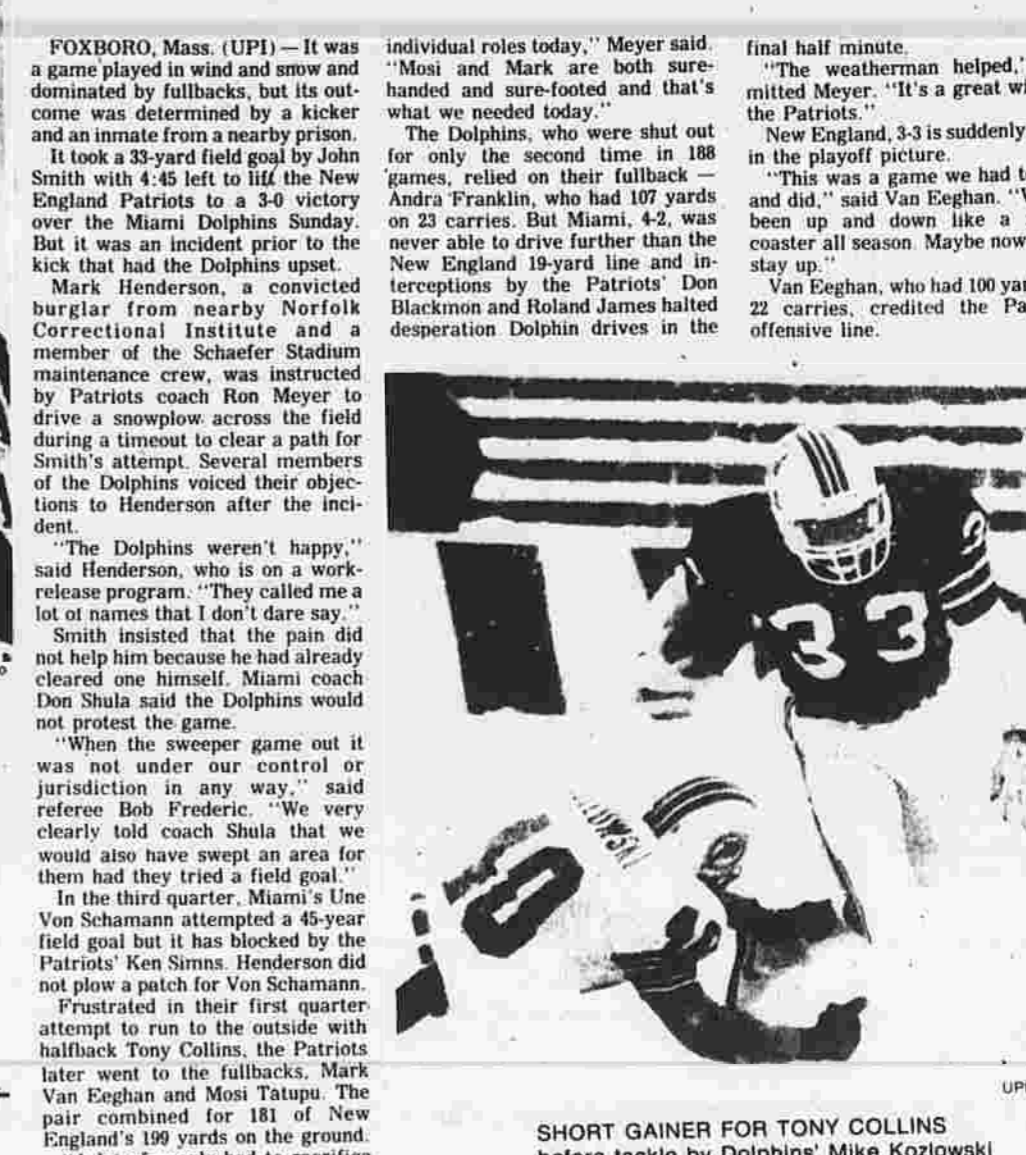 FOXBORO, Mass. (UPI) — It was
a game played in wind and snow and
dominated by fullbacks, but its out-
come was determined by a kicker
and an inmate from a nearby prison.
It took a 33-yard field goal by John
Smith with 4:45 left to lift the New
England Patriots to a 3-0 victory
over the Miami Dolphins Sunday.
But it was an incident prior to the
kick that had the Dolphins upset.
Mark Henderson, a convicted
burglar from nearby Norfolk
Correctional Institute and a
member of the Schaefer Stadium
maintenance crew, was instructed
by Patriots coach Ron Meyer to
drive a snowplow across the field
during a timeout to clear a path for
Smith's attempt. Several members
of the Dolphins voiced their objec-
tions to Henderson after the inci-
dent.
"The Dolphins weren't happy,"
said Henderson, who is on a work-
release program. "They called me a
lot of names that I don't dare say."
Smith insisted that the pain did
not help him because he had already
cleared one himself. Miami coach
Don Shula said the Dolphins would
not protest the game.
"When the sweeper game out it
was not under our control or
jurisdiction in any way," said
referee Bob Frederic. "We very
clearly told coach Shula that we
would also have swept an area for
them had they tried a field goal."
In the third quarter, Miami's Une
Von Schamann attempted a 45-year
field goal but it has blocked by the
Patriots' Ken Simns. Henderson did
not plow a patch for Von Schamann.
Frustrated in their first quarter
attempt to run to the outside with
halfback Tony Collins, the Patriots
later went to the fullbacks, Mark
Van Eeghan and Mosi Tatupu. The
pair combined for 181 of New
England's 199 yards on the ground.
individual roles today," Meyer said.
"Mosi and Mark are both sure-
handed and sure-footed and that's
what we needed today."
The Dolphins, who were shut out
for only the second time in 188
games, relied on their fullback —
Andra Franklin, who had 107 yards
on 23 carries. But Miami, 4-2, was
never able to drive further than the
New England 19-yard line and in-
terceptions by the Patriots' Don
Blackmon and Roland James halted
desperation Dolphin drives in the
final half minute.
"The weatherman helped,"
mitted Meyer. "It's a great wi
the Patriots."
New England, 3-3 is suddenly
in the playoff picture.
"This was a game we had t
and did," said Van Eeghan. "
been up and down like a
coaster all season. Maybe now
stay up."
Van Eeghan, who had 100 yar
22 carries, credited the Pa
offensive line.
33
3
LOWSKI
0
UPI
SHORT GAINER FOR TONY COLLINS
before tackle by Dolphins' Mike Kozlowski